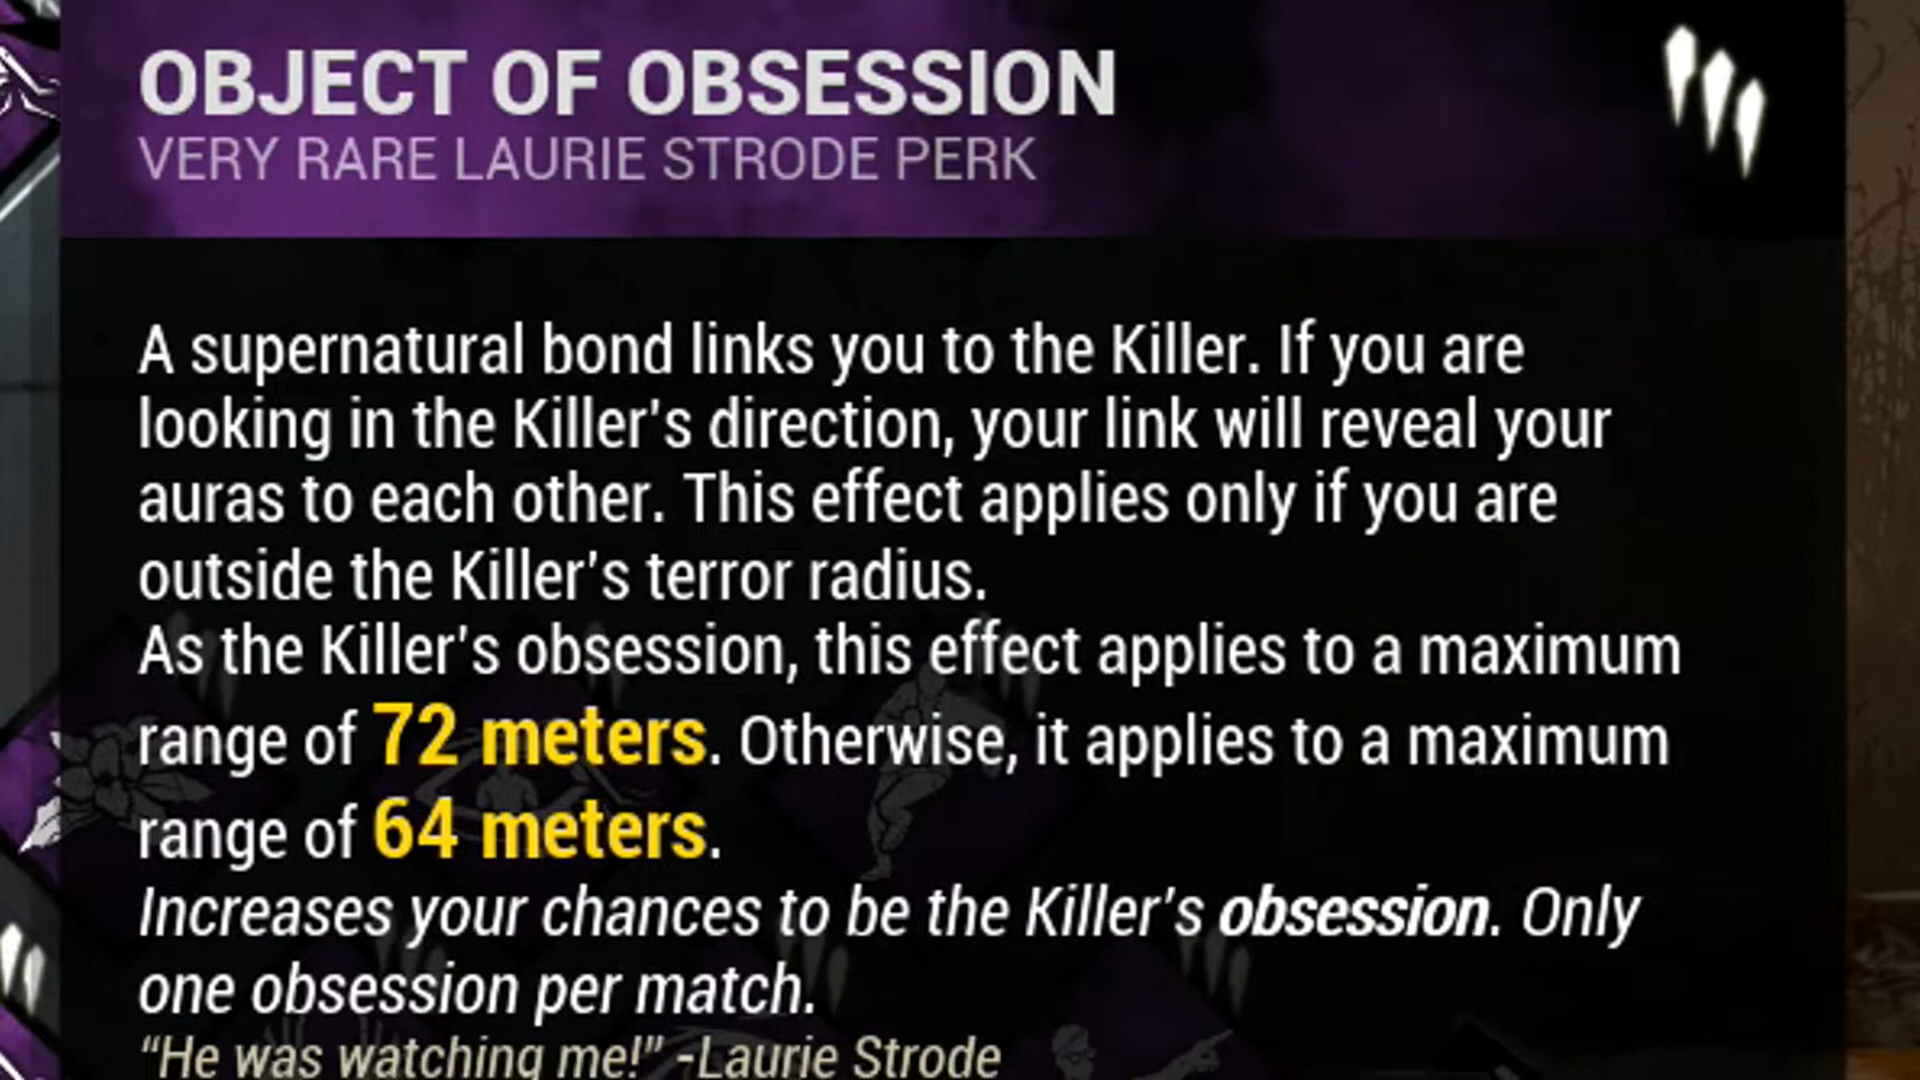 OBJECT OF OBSESSION
VERY RARE LAURIE STRODE PERK
A supernatural bond links you to the Killer. If you are
looking in the Killer's direction, your link will reveal your
auras to each other. This effect applies only if you are
outside the Killer's terror radius.
As the Killer's obsession, this effect applies to a maximum
range of 72 meters. Otherwise, it applies to a maximum
range of 64 meters.
Increases your chances to be the Killer's obsession. Only
one obsession per match.
“He was watching me!” -Laurie Strode